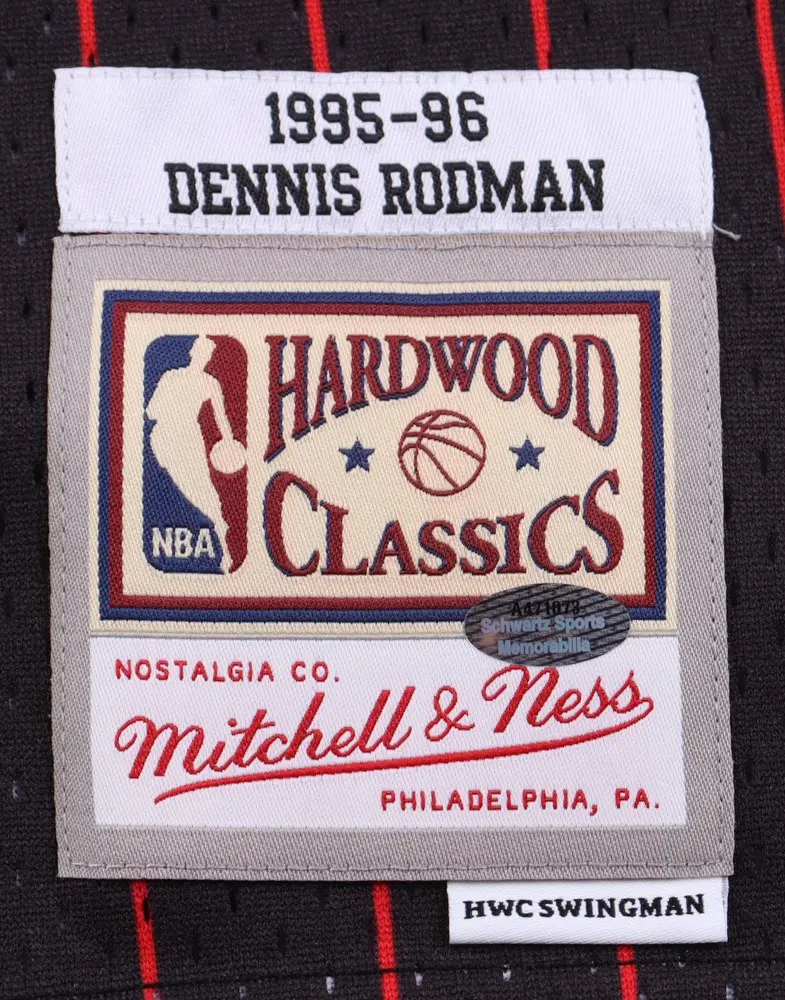 1995-96
DENNIS RODMAN
HARDWOOD
CLASSICS
NBA
A471073
Schwartz Sports
Memorabilia
NOSTALGIA CO.
Mitchell & Ness
PHILADELPHIA, PA.
HWC SWINGMAN